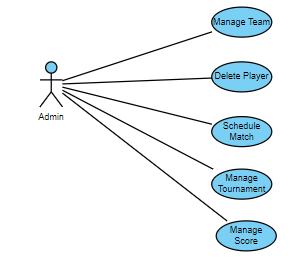 Manage Team
Delete Player
Admin
Schedule
Match
Manage
Tournament
Manage
Score